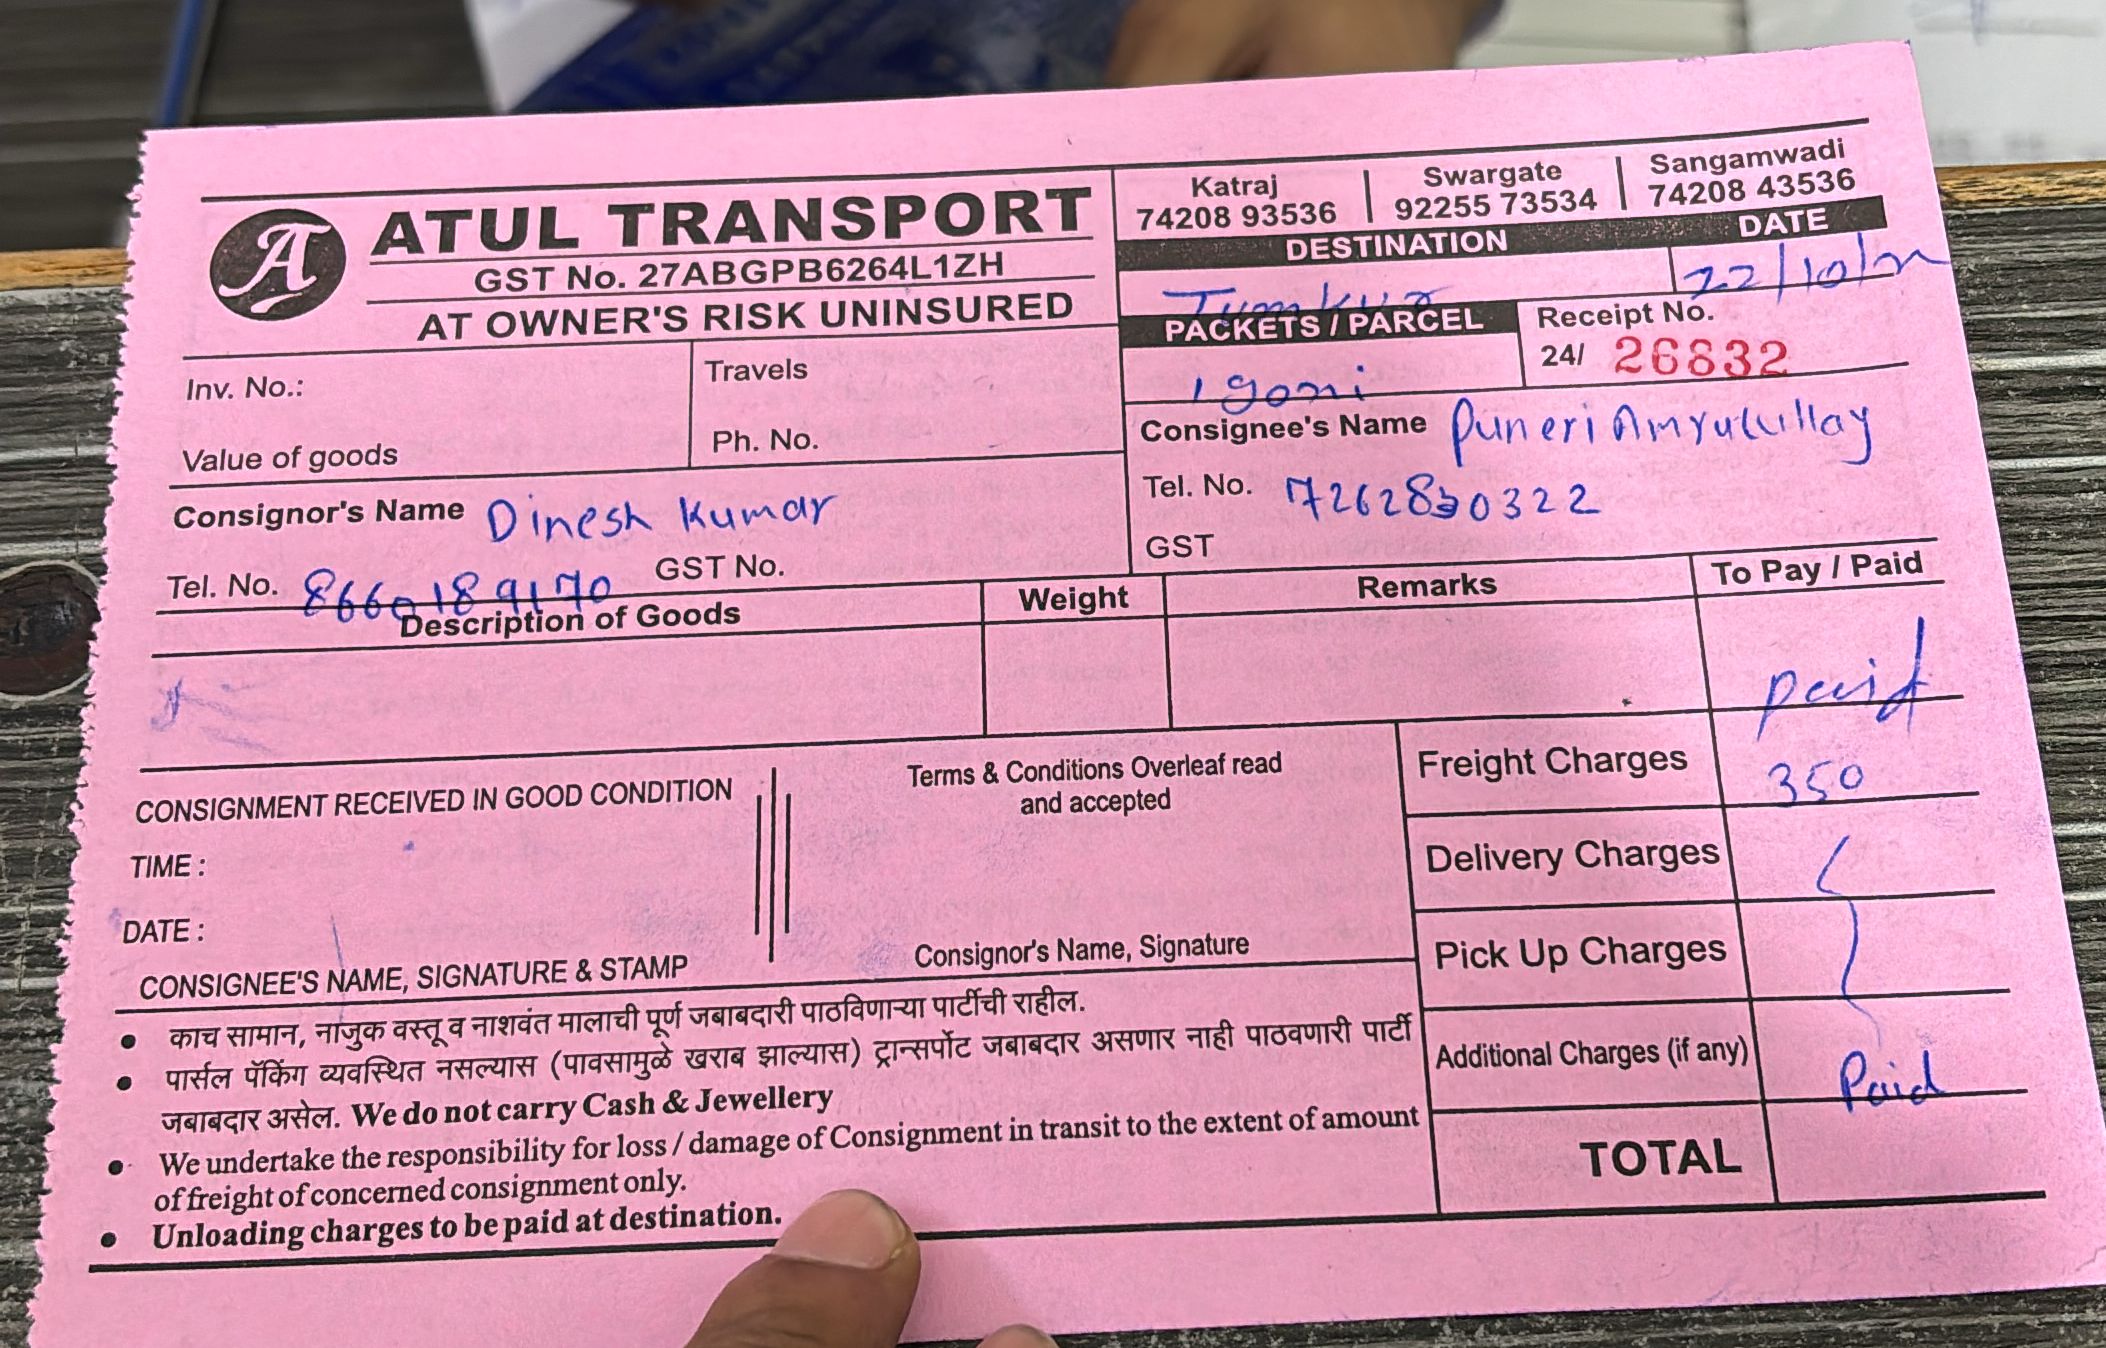 ATUL TRANSPORT
GST No. 27ABGPB6264L1ZH
AT OWNER'S RISK UNINSURED
Katraj
74208 93536
Swargate
92255 73534
Sangamwadi
74208 43536
DESTINATION
DATE
Tumkur
22/10/
PACKETS / PARCEL
Receipt No.
24/ 26832
1 goni
Inv. No.:
Travels
Value of goods
Ph. No.
Consignee's Name Puneri
Tel. No. 7262830322
GST
Consignor's Name Dinesh Kumar
Tel. No. 8660189170 GST No.
Description of Goods
Weight
Remarks
To Pay / Paid
paid
CONSIGNMENT RECEIVED IN GOOD CONDITION
TIME :
DATE :
CONSIGNEE'S NAME, SIGNATURE & STAMP
Terms & Conditions Overleaf read
and accepted
Consignor's Name, Signature
Freight Charges 350
Delivery Charges
Pick Up Charges
Additional Charges (if any)
Paid
TOTAL
• काच सामान, नाजुक वस्तू व नाशवंत मालाची पूर्ण जबाबदारी पाठविणाऱ्या पार्टीची राहील.
• पार्सल पॅकिंग व्यवस्थित नसल्यास (पावसामुळे खराब झाल्यास) ट्रान्सपोर्ट जबाबदार असणार नाही पाठवणारी पार्टी
जबाबदार असेल. We do not carry Cash & Jewellery
• We undertake the responsibility for loss / damage of Consignment in transit to the extent of amount
of freight of concerned consignment only.
• Unloading charges to be paid at destination.